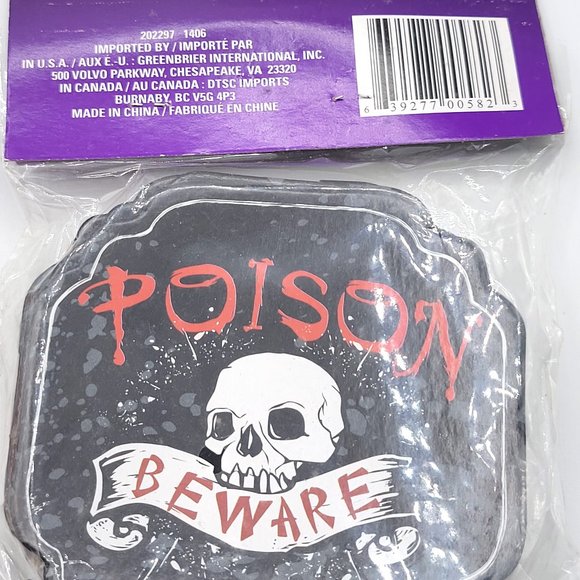 202297 1406
IMPORTED BY / IMPORTÉ PAR
IN U.S.A. / AUX É.-U. : GREENBRIER INTERNATIONAL, INC.
500 VOLVO PARKWAY, CHESAPEAKE, VA 23320
IN CANADA / AU CANADA : DTSC IMPORTS
BURNABY, BC V5G 4P3
MADE IN CHINA / FABRIQUÉ EN CHINE
6 39277 00582 3
POISON
BEWARE